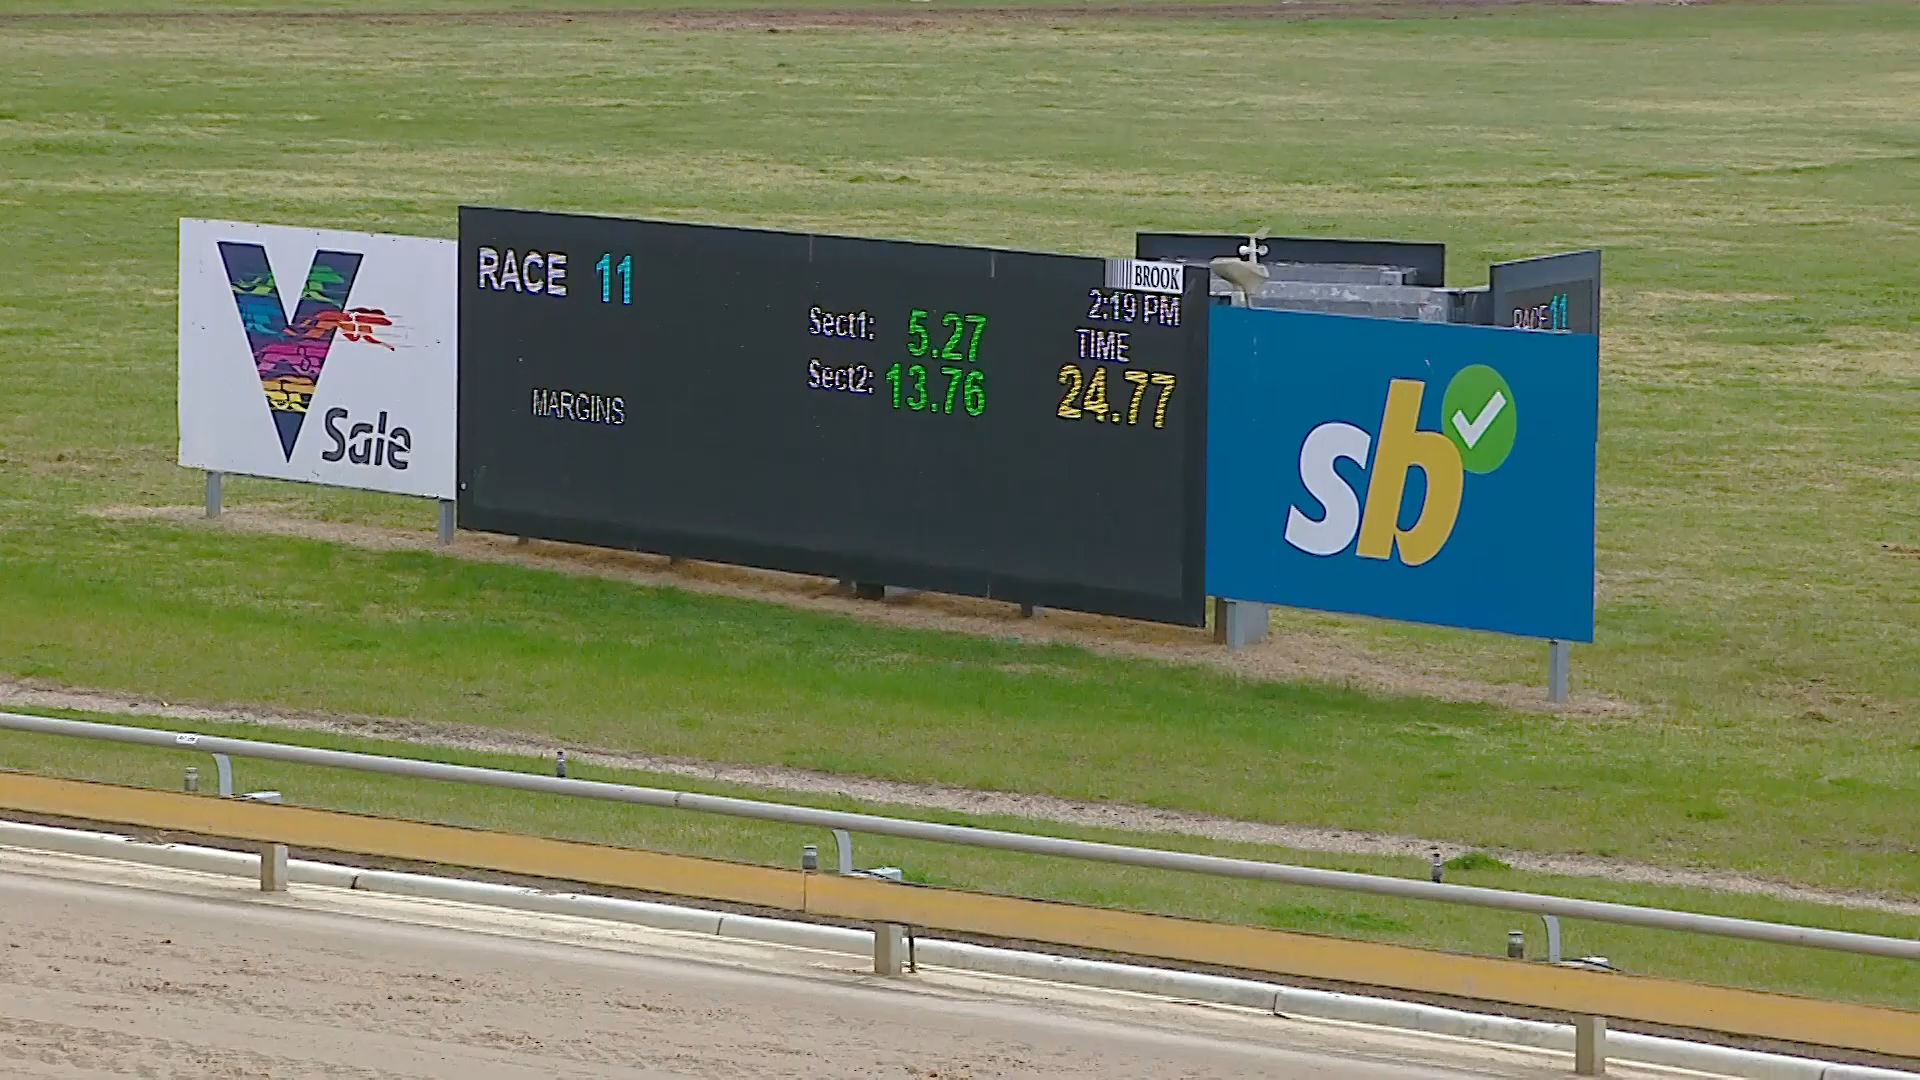 Sale
RACE 11
BROOK
2:19 PM
Sect1: 5.27
TIME
Sect2: 13.76
24.77
MARGINS
RACE 11
sb